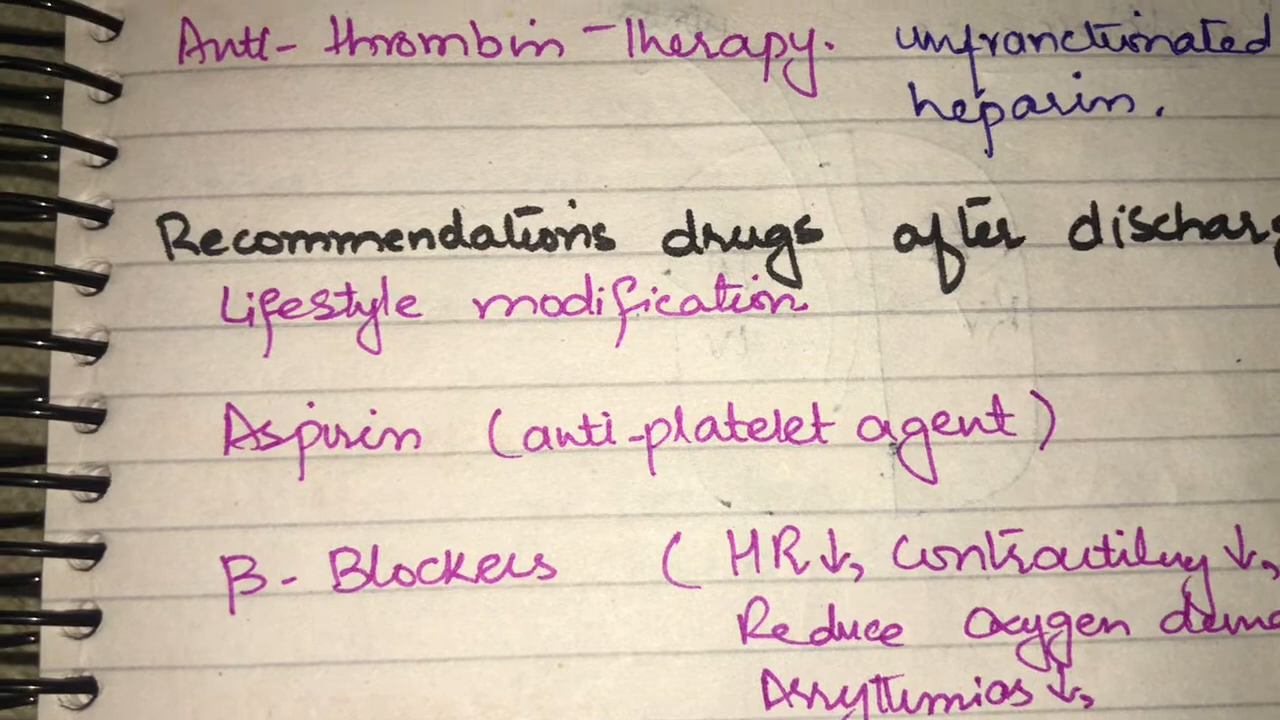 Anti-thrombin-Therapy. unfranctionated
heparin.
Recommendations drugs after discharg
Lifestyle modification
Aspirin (anti-platelet agent)
β-Blockers (HR↓, Contractility↓,
Reduce Oxygen dema
Arrythmias↓,